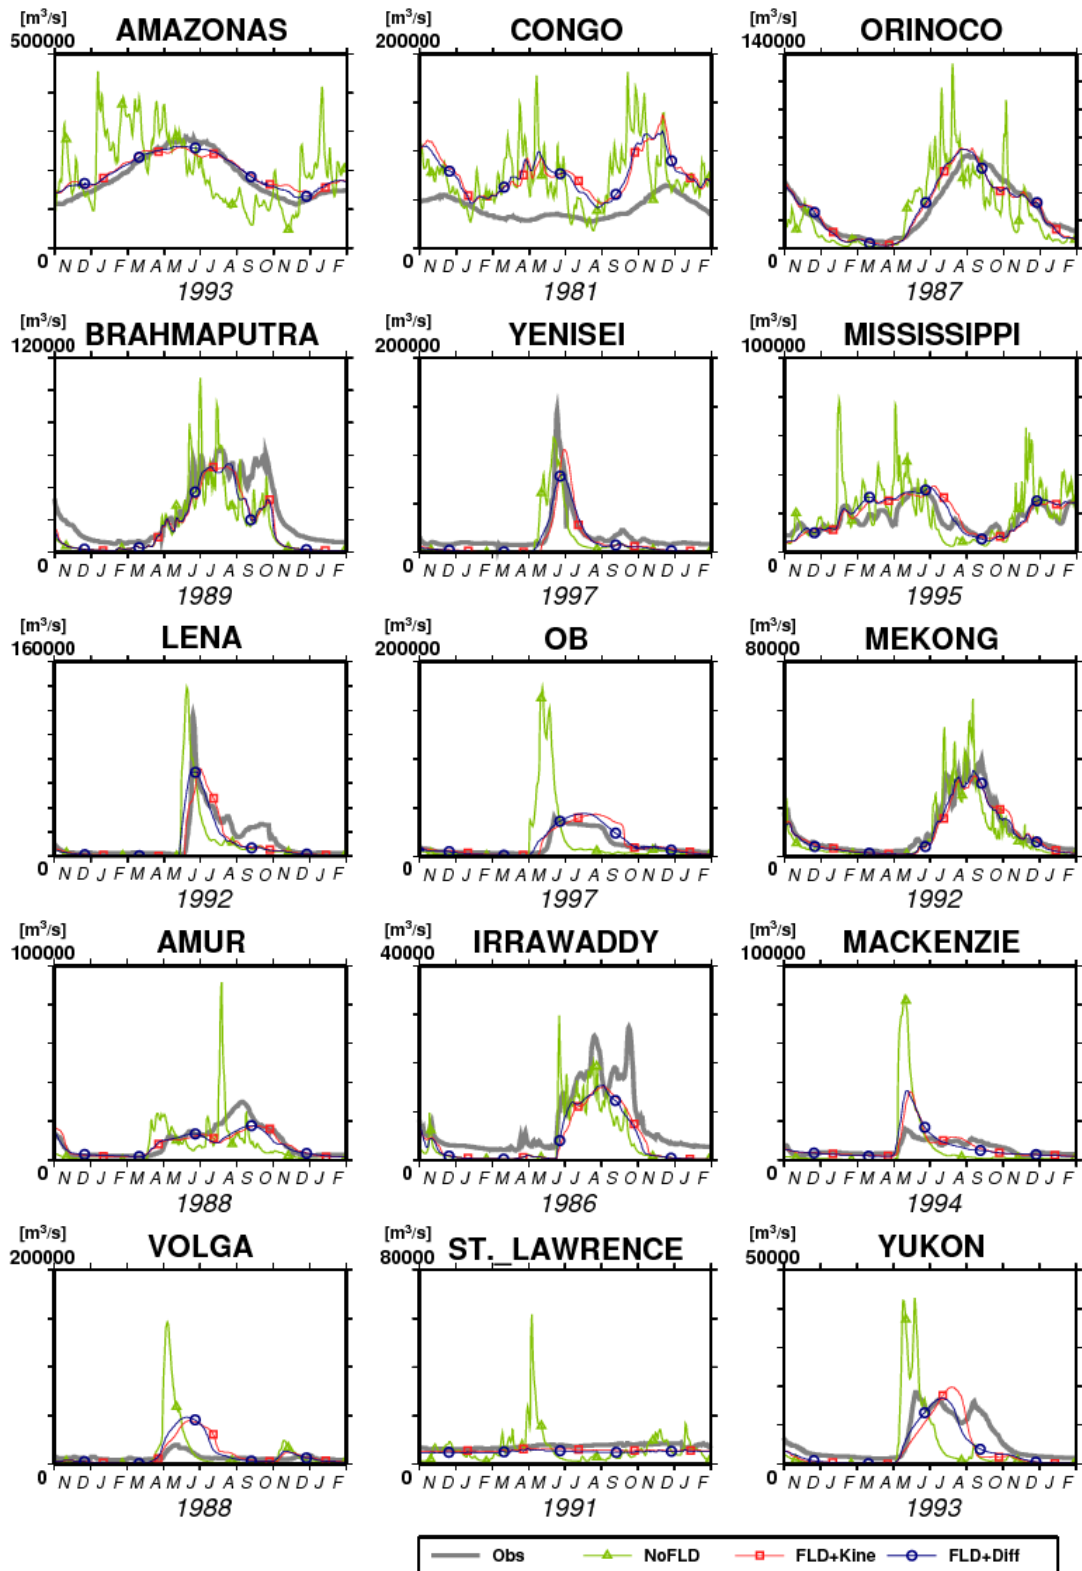 [m³/s] AMAZONAS [m³/s] CONGO [m³/s] ORINOCO
500000 200000 140000
0 0 0
N D J F M A M J J A S O N D J F N D J F M A M J J A S O N D J F N D J F M A M J J A S O N D J F
1993 1981 1987
[m³/s] BRAHMAPUTRA [m³/s] YENISEI [m³/s] MISSISSIPPI
120000 200000 100000
0 0 0
N D J F M A M J J A S O N D J F N D J F M A M J J A S O N D J F N D J F M A M J J A S O N D J F
1989 1997 1995
[m³/s] LENA [m³/s] OB [m³/s] MEKONG
160000 200000 80000
0 0 0
N D J F M A M J J A S O N D J F N D J F M A M J J A S O N D J F N D J F M A M J J A S O N D J F
1992 1997 1992
[m³/s] AMUR [m³/s] IRRAWADDY [m³/s] MACKENZIE
100000 40000 100000
0 0 0
N D J F M A M J J A S O N D J F N D J F M A M J J A S O N D J F N D J F M A M J J A S O N D J F
1988 1986 1994
[m³/s] VOLGA [m³/s] ST._LAWRENCE [m³/s] YUKON
200000 80000 50000
0 0 0
N D J F M A M J J A S O N D J F N D J F M A M J J A S O N D J F N D J F M A M J J A S O N D J F
1988 1991 1993
Obs NoFLD FLD+Kine FLD+Diff